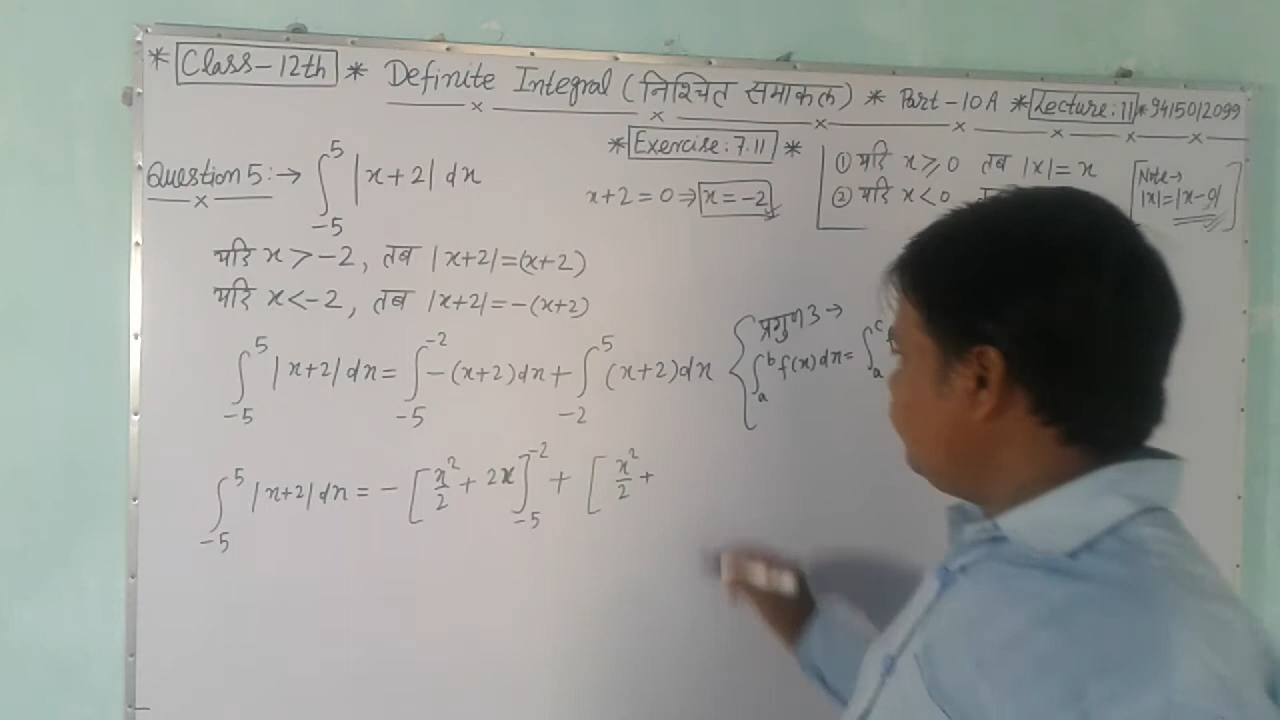 * Class-12th * Definite Integral (निश्चित समाकल) * Part-10A * Lecture:11 * 9415012099
* Exercise:7.11 *
Question 5:→ ∫₋₅⁵ |x+2| dx
x+2=0 ⇒ x=-2
① यदि x≥0 तब |x|=x
② यदि x<0
Note→
|x|=|x-0|
यदि x>-2, तब |x+2|=(x+2)
यदि x<-2, तब |x+2|=-(x+2)
∫₋₅⁵ |x+2| dx = ∫₋₅⁻² -(x+2)dx + ∫₋₂⁵ (x+2)dx
प्रगुण 3→
∫ₐᵇ f(x)dx = ∫ₐᶜ
∫₋₅⁵ |x+2| dx = -[x²/2 + 2x]₋₅⁻² + [x²/2 +